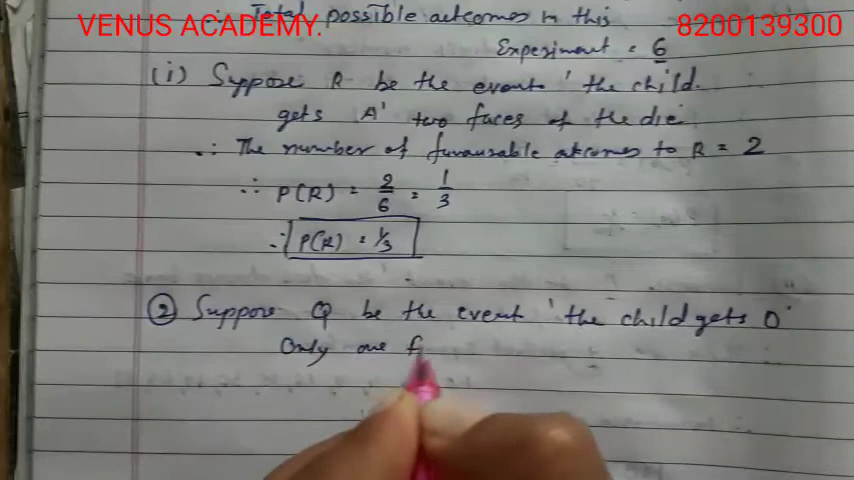 ∴ Total possible outcomes in this
VENUS ACADEMY.
8200139300
Experiment = 6
(i) Suppose R be the event ' the child.
gets A' two faces of the die
∴ The number of favourable outcomes to R = 2
∴ P(R) = 2/6 = 1/3
∴ P(R) = 1/3
② Suppose Q be the event ' the child gets D'
Only one f